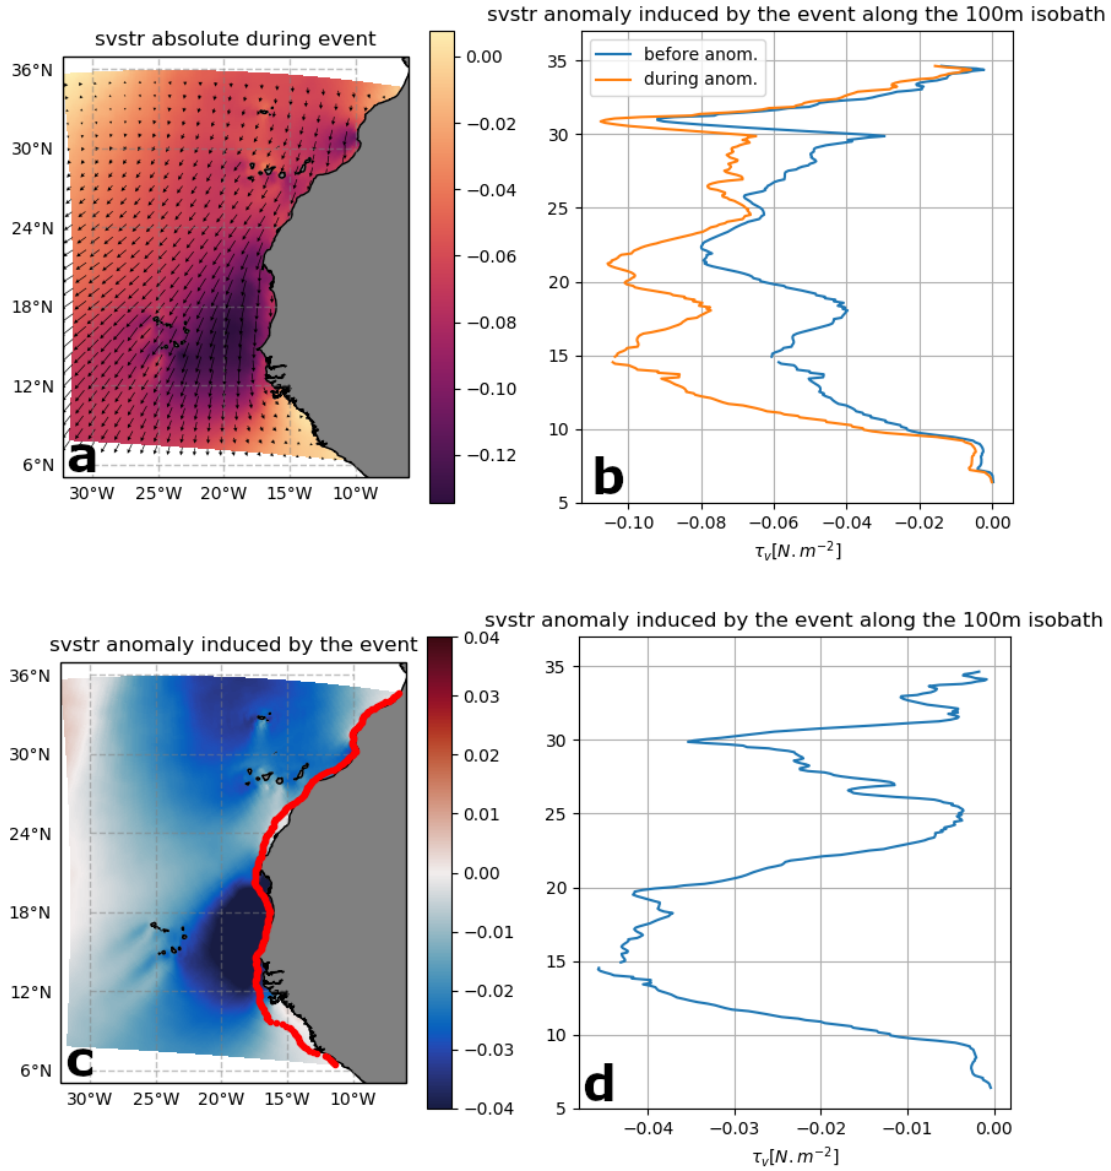 svstr absolute during event
36°N
30°N
24°N
18°N
12°N
6°N
30°W 25°W 20°W 15°W 10°W
a
0.00
−0.02
−0.04
−0.06
−0.08
−0.10
−0.12
svstr anomaly induced by the event along the 100m isobath
before anom.
during anom.
35
30
25
20
15
10
5
−0.10 −0.08 −0.06 −0.04 −0.02 0.00
τv[N.m−2]
b
svstr anomaly induced by the event
36°N
30°N
24°N
18°N
12°N
6°N
30°W 25°W 20°W 15°W 10°W
c
0.04
0.03
0.02
0.01
0.00
−0.01
−0.02
−0.03
−0.04
svstr anomaly induced by the event along the 100m isobath
35
30
25
20
15
10
5
−0.04 −0.03 −0.02 −0.01 0.00
τv[N.m−2]
d